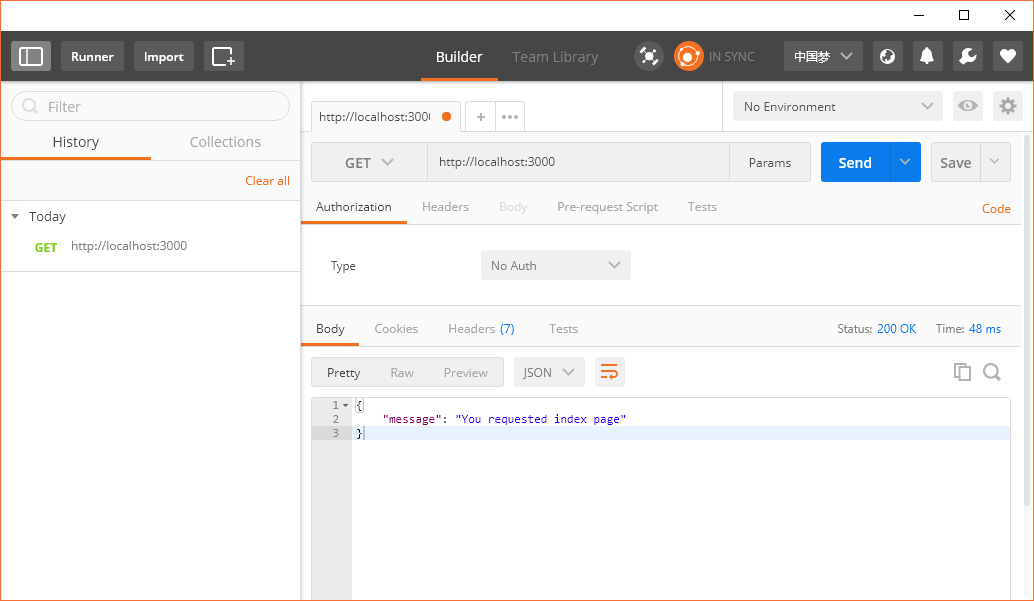 Runner Import Builder Team Library IN SYNC 中国梦
Filter
History Collections
Clear all
Today
GET http://localhost:3000
http://localhost:300 + •••
No Environment
GET http://localhost:3000 Params Send Save
Authorization Headers Body Pre-request Script Tests Code
Type No Auth
Body Cookies Headers (7) Tests Status: 200 OK Time: 48 ms
Pretty Raw Preview JSON
1 {
2 "message": "You requested index page"
3 }